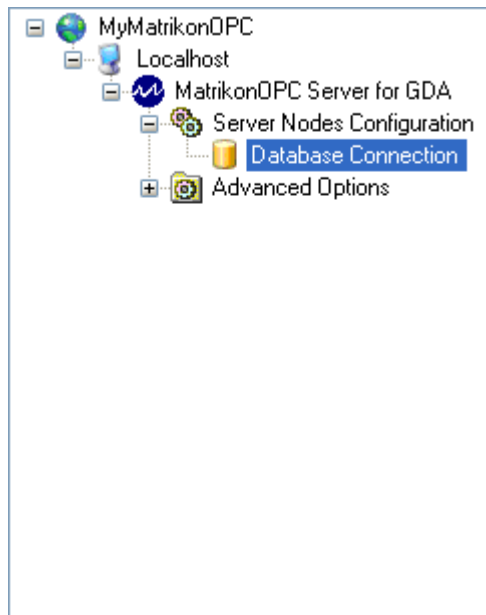 MyMatrikonOPC
Localhost
MatrikonOPC Server for GDA
Server Nodes Configuration
Database Connection
Advanced Options